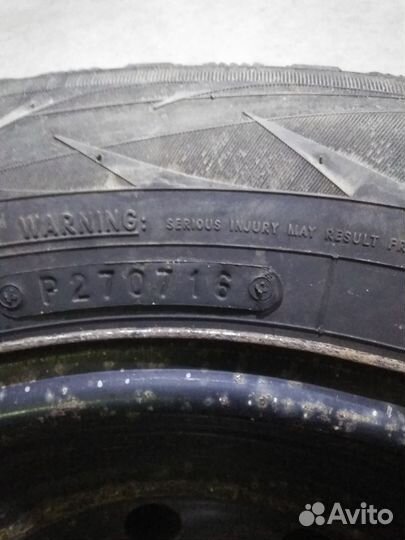 WARNING: SERIOUS INJURY MAY RESULT FR
P270716
Avito